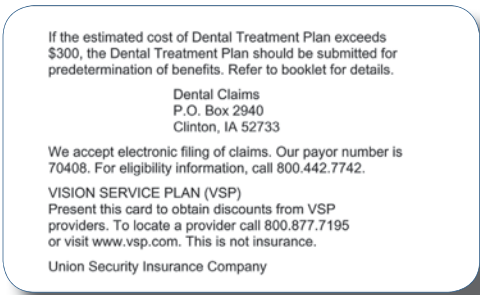 If the estimated cost of Dental Treatment Plan exceeds
$300, the Dental Treatment Plan should be submitted for
predetermination of benefits. Refer to booklet for details.
Dental Claims
P.O. Box 2940
Clinton, IA 52733
We accept electronic filing of claims. Our payor number is
70408. For eligibility information, call 800.442.7742.
VISION SERVICE PLAN (VSP)
Present this card to obtain discounts from VSP
providers. To locate a provider call 800.877.7195
or visit www.vsp.com. This is not insurance.
Union Security Insurance Company